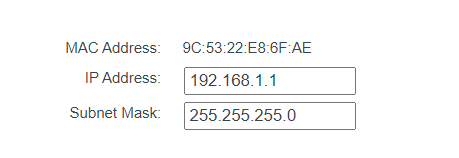 MAC Address: 9C:53:22:E8:6F:AE
IP Address: 192.168.1.1
Subnet Mask: 255.255.255.0